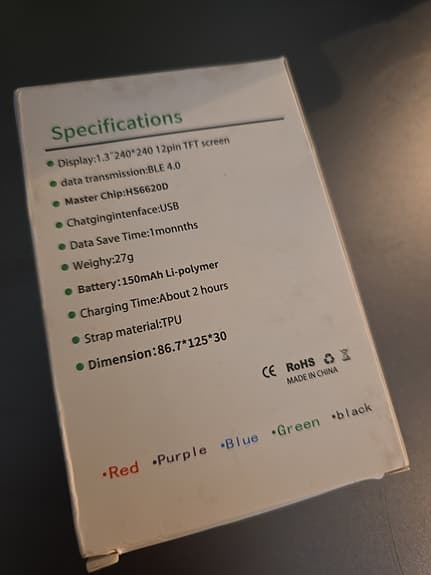 Specifications
Display:1.3"240*240 12pin TFT screen
data transmission:BLE 4.0
Master Chip:HS6620D
Chatgingintenface:USB
Data Save Time:1monnths
Weighy:27g
Battery:150mAh Li-polymer
Charging Time:About 2 hours
Strap material:TPU
Dimension:86.7*125*30
CE RoHS
MADE IN CHINA
•Red •Purple •Blue •Green •black